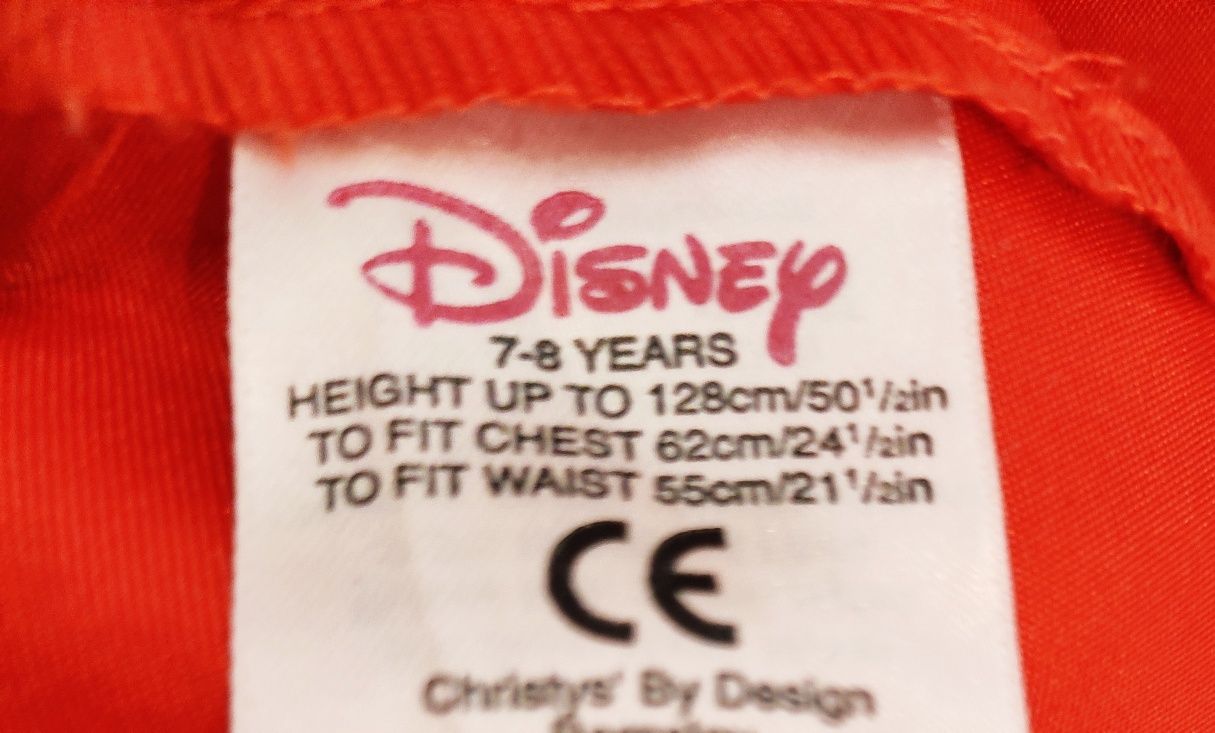 Disney
7-8 YEARS
HEIGHT UP TO 128cm/50¹/₂in
TO FIT CHEST 62cm/24¹/₂in
TO FIT WAIST 55cm/21¹/₂in
CE
Christys' By Design